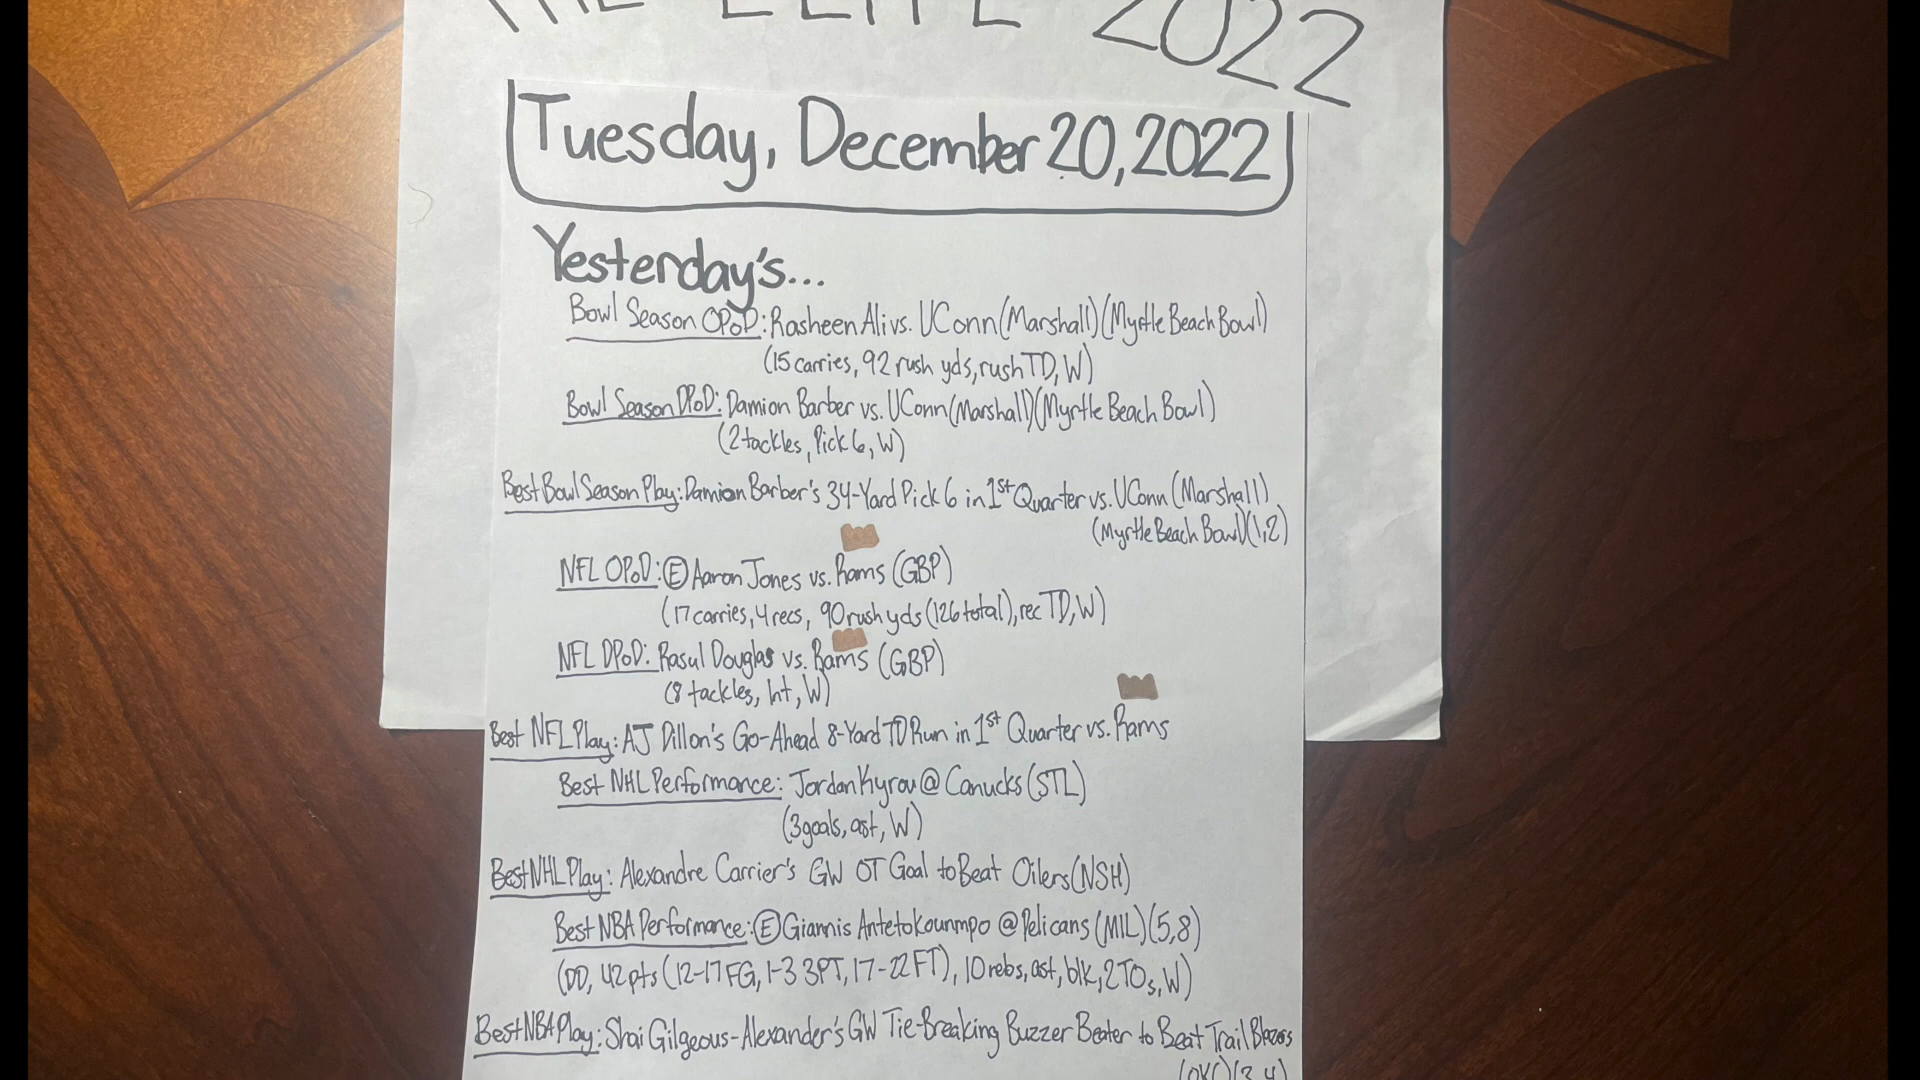 THE ELITE 2022
Tuesday, December 20, 2022
Yesterday's...
Bowl Season OPoD: Rasheen Ali vs. UConn (Marshall) (Myrtle Beach Bowl)
(15 carries, 92 rush yds, rush TD, W)
Bowl Season DPoD: Damion Barber vs. UConn (Marshall) (Myrtle Beach Bowl)
(2 tackles, Pick 6, W)
Best Bowl Season Play: Damion Barber's 34-Yard Pick 6 in 1st Quarter vs. UConn (Marshall)
(Myrtle Beach Bowl) (1,2)
NFL OPoD: Ⓔ Aaron Jones vs. Rams (GBP)
(17 carries, 4 recs, 90 rush yds (126 total), rec TD, W)
NFL DPoD: Rasul Douglas vs. Rams (GBP)
(8 tackles, Int, W)
Best NFL Play: AJ Dillon's Go-Ahead 8-Yard TD Run in 1st Quarter vs. Rams
Best NHL Performance: Jordan Kyrou @ Canucks (STL)
(3 goals, ast, W)
Best NHL Play: Alexandre Carrier's GW OT Goal to Beat Oilers (NSH)
Best NBA Performance: Ⓔ Giannis Antetokounmpo @ Pelicans (MIL) (5,8)
(DD, 42 pts (12-17 FG, 1-3 3PT, 17-22 FT), 10 rebs, ast, blk, 2 TOs, W)
Best NBA Play: Shai Gilgeous-Alexander's GW Tie-Breaking Buzzer Beater to Beat Trail Blazers
(OKC) (3,4)